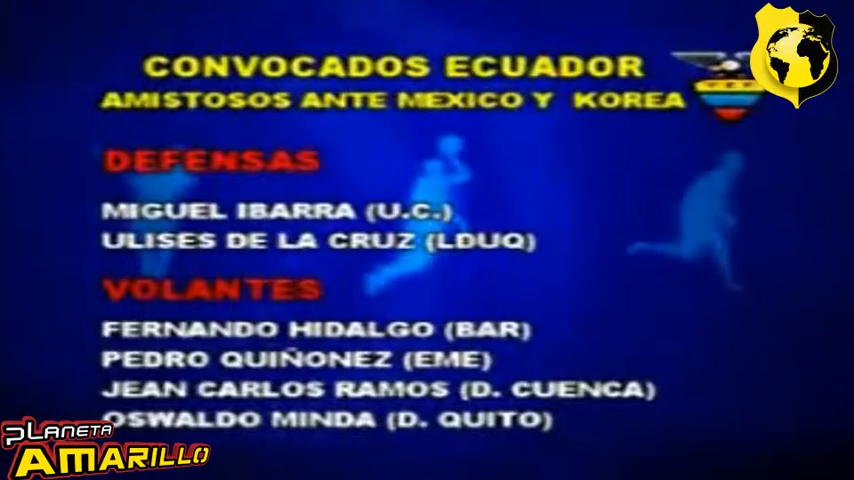 CONVOCADOS ECUADOR
AMISTOSOS ANTE MEXICO Y KOREA
DEFENSAS
MIGUEL IBARRA (U.C.)
ULISES DE LA CRUZ (LDUQ)
VOLANTES
FERNANDO HIDALGO (BAR)
PEDRO QUIÑONEZ (EME)
JEAN CARLOS RAMOS (D. CUENCA)
OSWALDO MINDA (D. QUITO)
PLANETA
AMARILLO